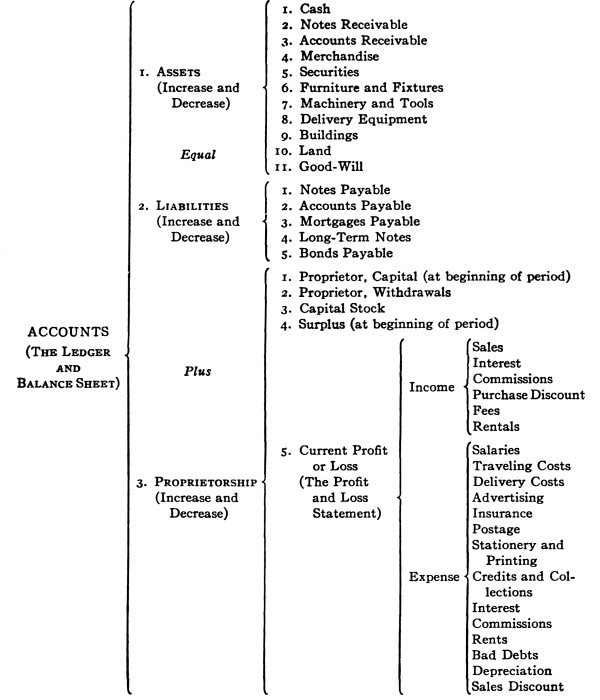 ACCOUNTS
(The Ledger
and
Balance Sheet)
1. Assets
(Increase and
Decrease)
Equal
1. Cash
2. Notes Receivable
3. Accounts Receivable
4. Merchandise
5. Securities
6. Furniture and Fixtures
7. Machinery and Tools
8. Delivery Equipment
9. Buildings
10. Land
11. Good-Will
2. Liabilities
(Increase and
Decrease)
1. Notes Payable
2. Accounts Payable
3. Mortgages Payable
4. Long-Term Notes
5. Bonds Payable
Plus
3. Proprietorship
(Increase and
Decrease)
1. Proprietor, Capital (at beginning of period)
2. Proprietor, Withdrawals
3. Capital Stock
4. Surplus (at beginning of period)
5. Current Profit
or Loss
(The Profit
and Loss
Statement)
Income
Sales
Interest
Commissions
Purchase Discount
Fees
Rentals
Expense
Salaries
Traveling Costs
Delivery Costs
Advertising
Insurance
Postage
Stationery and
Printing
Credits and Col-
lections
Interest
Commissions
Rents
Bad Debts
Depreciation
Sales Discount